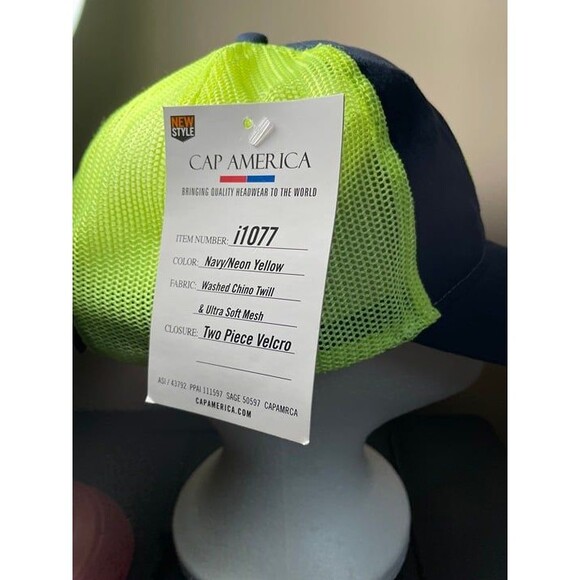 NEW
STYLE
CAP AMERICA
BRINGING QUALITY HEADWEAR TO THE WORLD
ITEM NUMBER: i1077
COLOR: Navy/Neon Yellow
FABRIC: Washed Chino Twill
& Ultra Soft Mesh
CLOSURE: Two Piece Velcro
ASI / 43792 PPAI 111597 SAGE 50597 CAPAMRCA
CAPAMERICA.COM